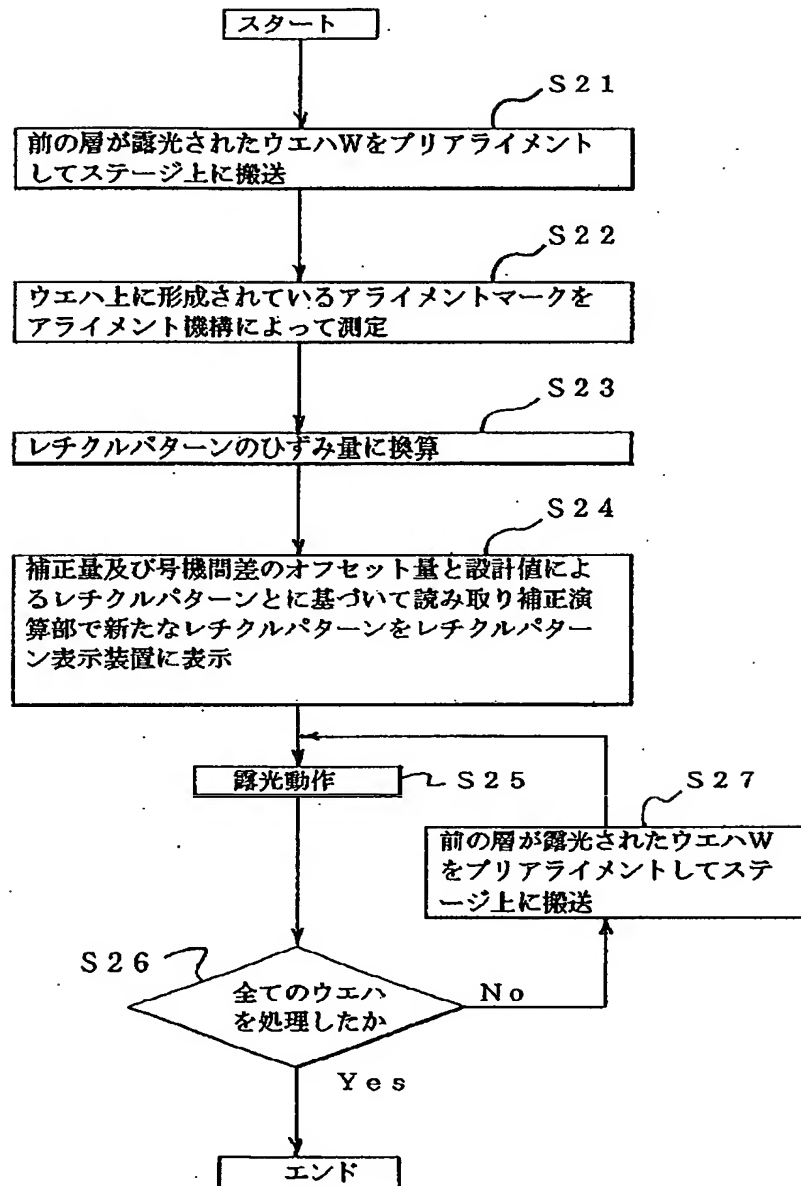 スタート
S21
前の層が露光されたウエハWをプリアライメント
してステージ上に搬送
S22
ウエハ上に形成されているアライメントマークを
アライメント機構によって測定
S23
レチクルパターンのひずみ量に換算
S24
補正量及び号機間差のオフセット量と設計値によ
るレチクルパターンとに基づいて読み取り補正演
算部で新たなレチクルパターンをレチクルパター
ン表示装置に表示
露光動作
S25
S27
前の層が露光されたウエハW
をプリアライメントしてステ
ージ上に搬送
S26
全てのウエハ
を処理したか
No
Yes
エンド